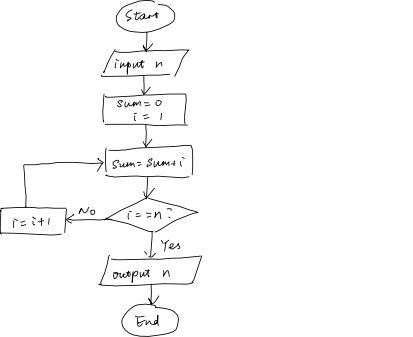 Start
input n
sum=0
i = 1
sum=sum+i
i==n?
No
i=i+1
Yes
output n
End